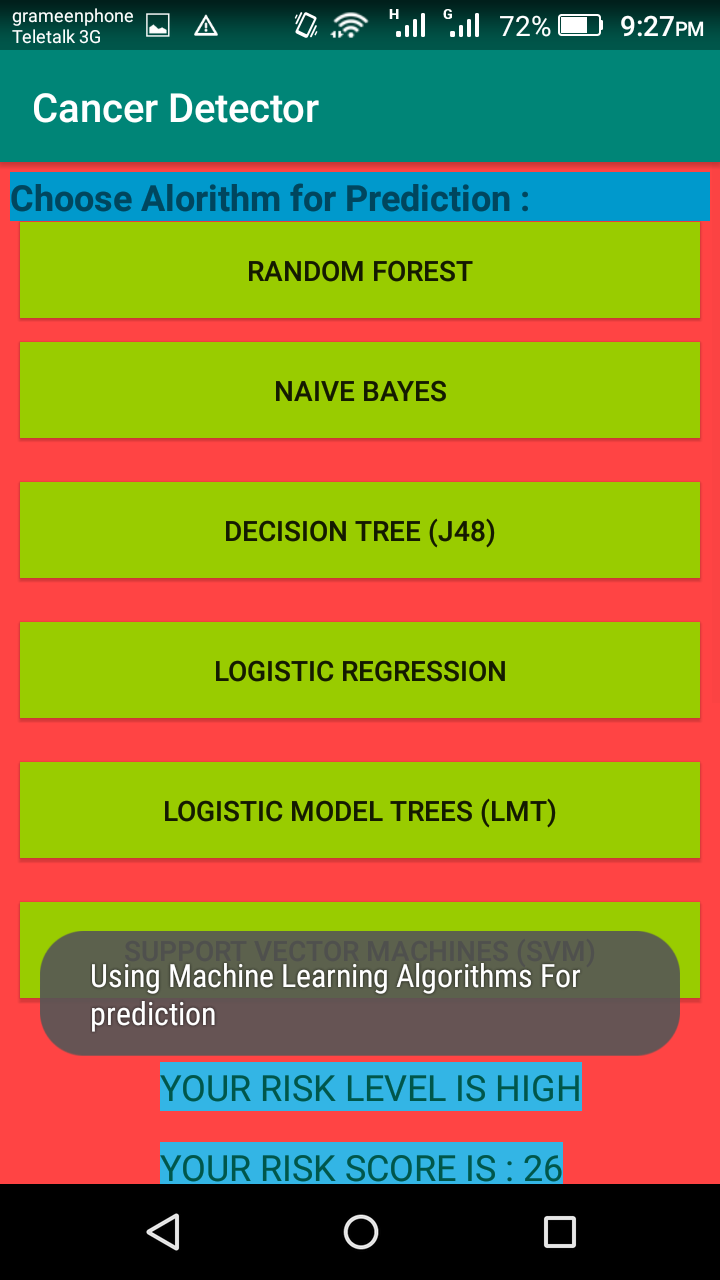 grameenphone
Teletalk 3G
H
G
72%
9:27PM
Cancer Detector
Choose Alorithm for Prediction :
RANDOM FOREST
NAIVE BAYES
DECISION TREE (J48)
LOGISTIC REGRESSION
LOGISTIC MODEL TREES (LMT)
SUPPORT VECTOR MACHINES (SVM)
Using Machine Learning Algorithms For
prediction
YOUR RISK LEVEL IS HIGH
YOUR RISK SCORE IS : 26